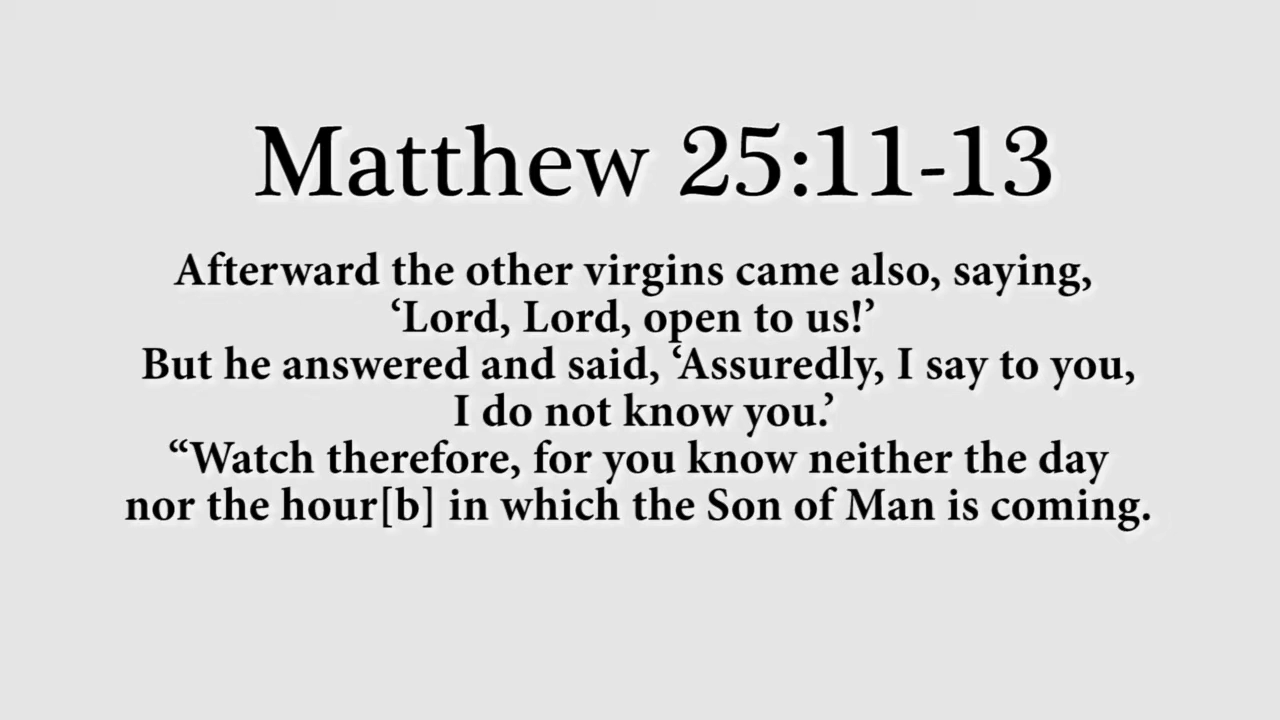 Matthew 25:11-13
Afterward the other virgins came also, saying,
‘Lord, Lord, open to us!’
But he answered and said, ‘Assuredly, I say to you,
I do not know you.’
“Watch therefore, for you know neither the day
nor the hour[b] in which the Son of Man is coming.